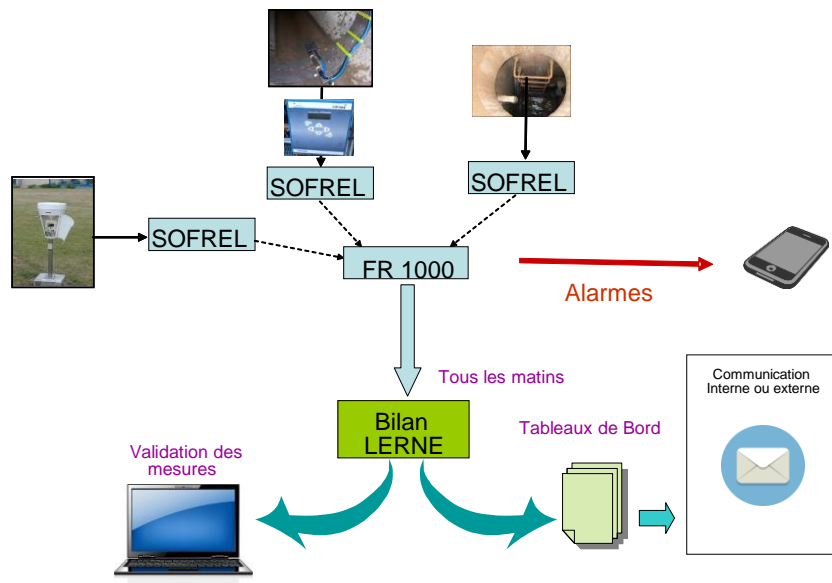 SOFREL
SOFREL
SOFREL
FR 1000
Alarmes
Tous les matins
Communication
Interne ou externe
Bilan
LERNE
Tableaux de Bord
Validation des
mesures